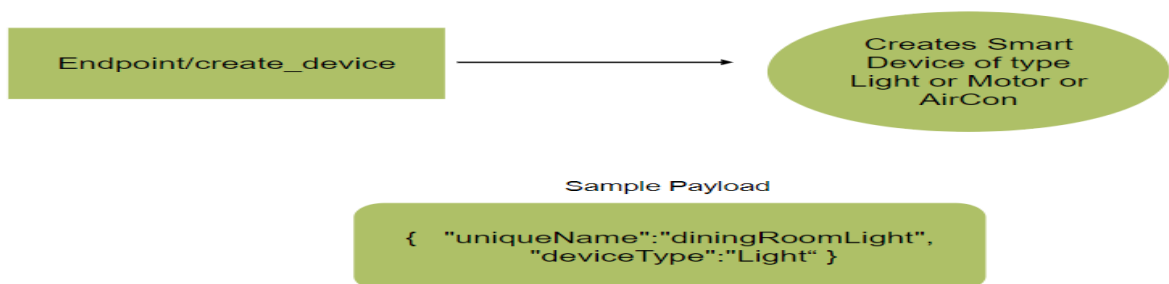 Endpoint/create_device
Creates Smart
Device of type
Light or Motor or
AirCon
Sample Payload
{ "uniqueName":"diningRoomLight",
"deviceType":"Light“ }